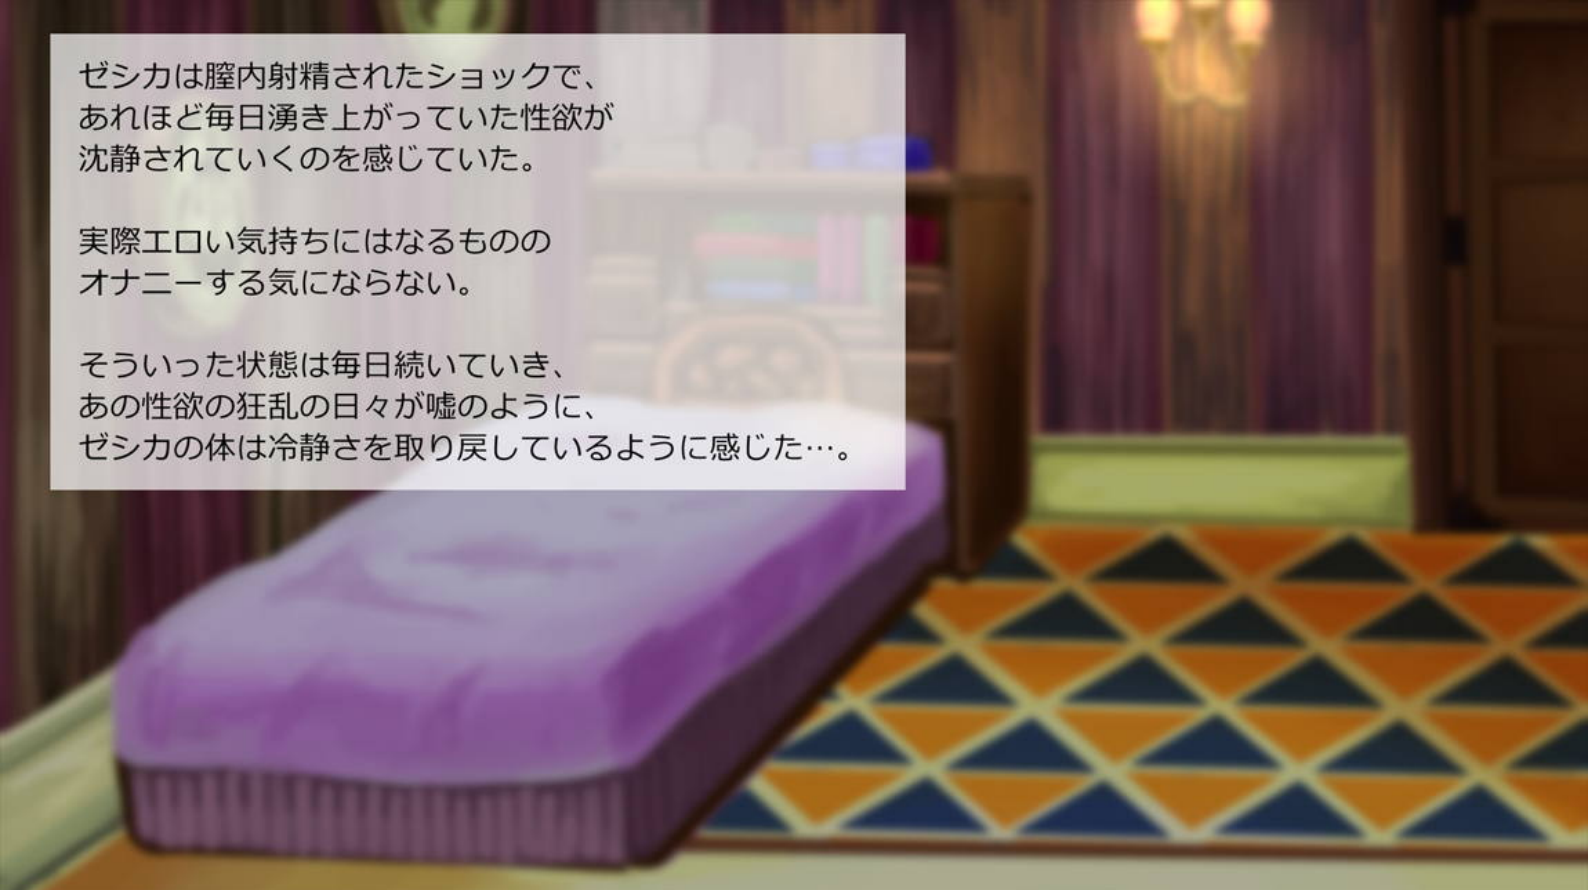 ゼシカは膣内射精されたショックで、
あれほど毎日湧き上がっていた性欲が
沈静されていくのを感じていた。
実際エロい気持ちにはなるものの
オナニーする気にならない。
そういった状態は毎日続いていき、
あの性欲の狂乱の日々が嘘のように、
ゼシカの体は冷静さを取り戻しているように感じた…。